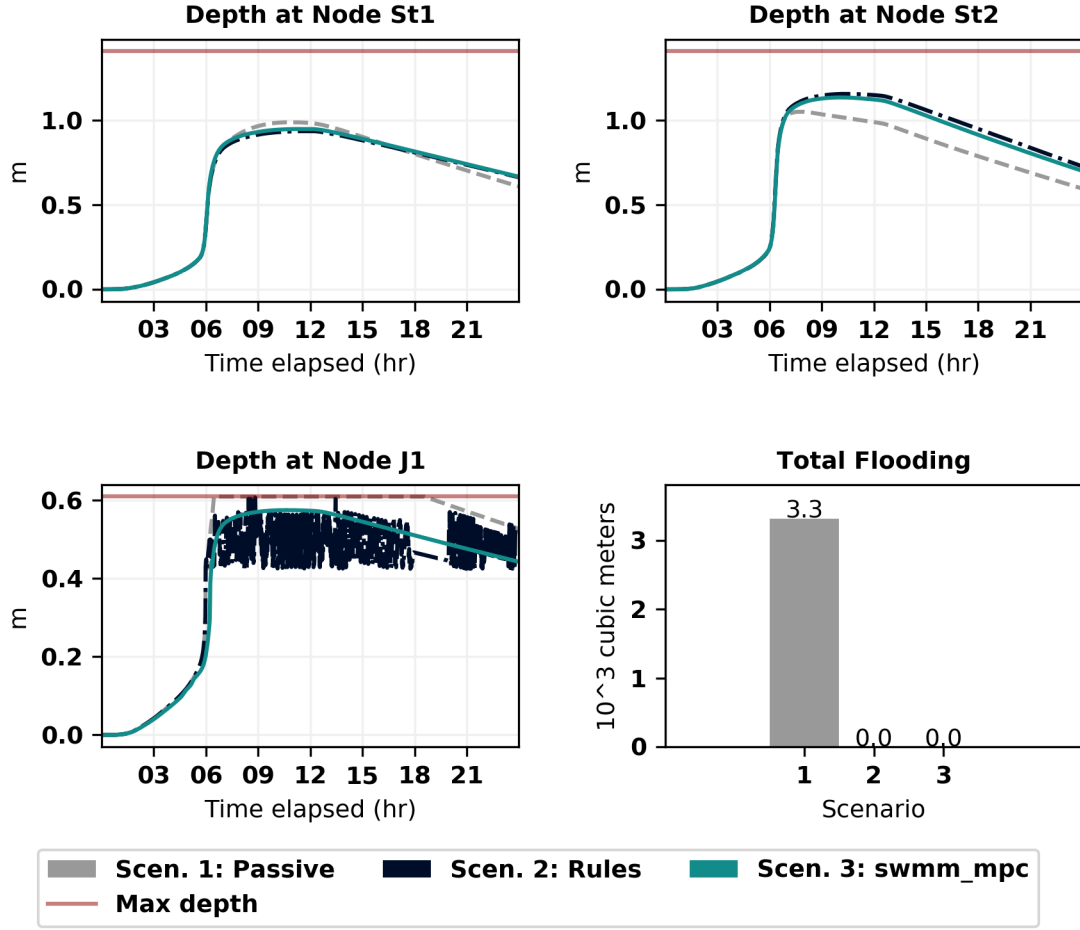 Depth at Node St1
Depth at Node St2
1.0
0.5
0.0
m
03 06 09 12 15 18 21
Time elapsed (hr)
1.0
0.5
0.0
m
03 06 09 12 15 18 21
Time elapsed (hr)
Depth at Node J1
Total Flooding
0.6
0.4
0.2
0.0
m
03 06 09 12 15 18 21
Time elapsed (hr)
3
2
1
0
10^3 cubic meters
3.3
0.0
0.0
1 2 3
Scenario
Scen. 1: Passive
Scen. 2: Rules
Scen. 3: swmm_mpc
Max depth